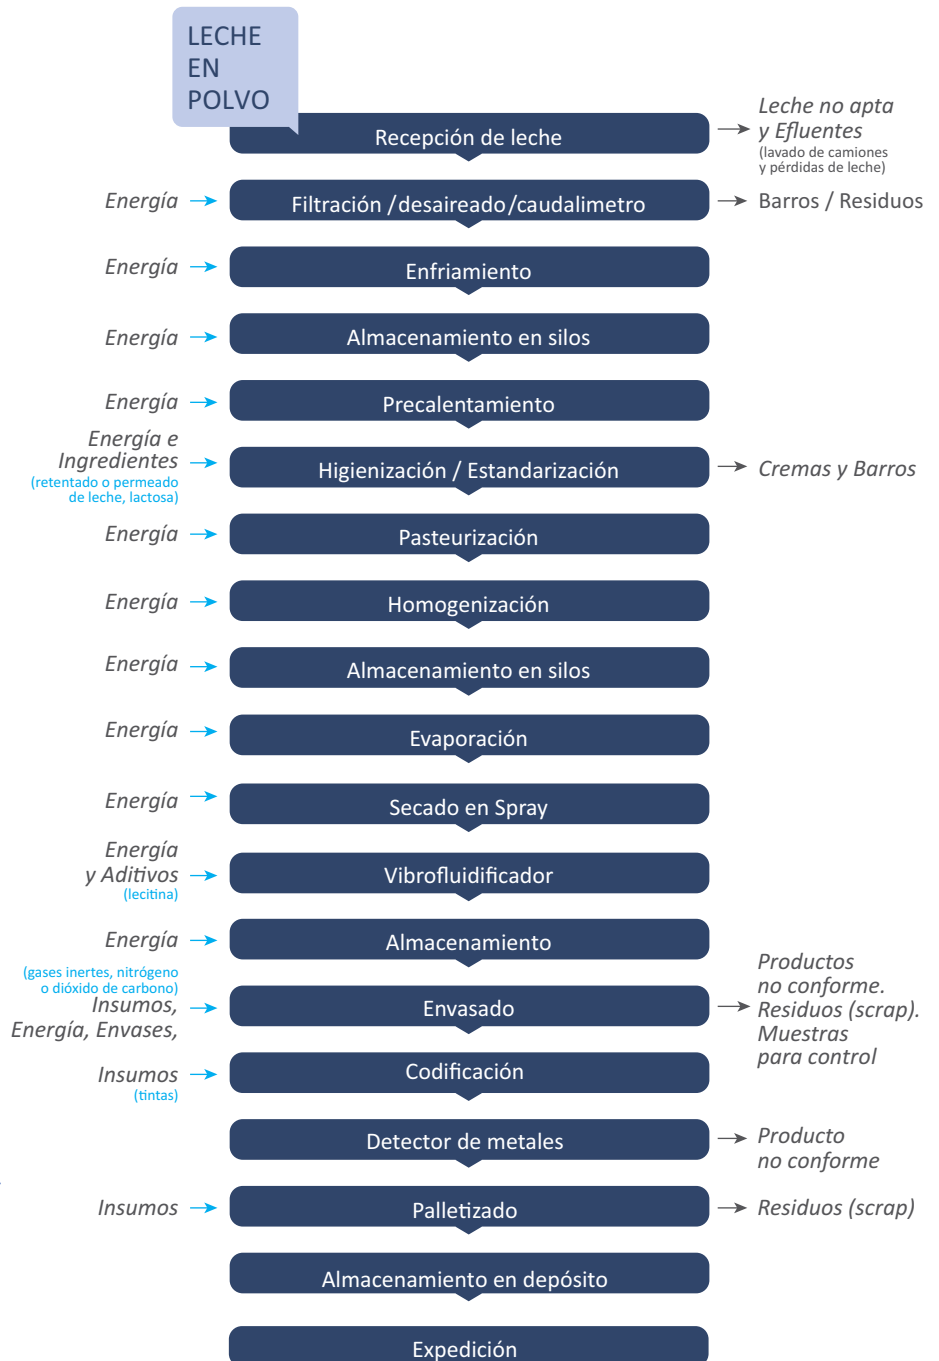 LECHE
EN
POLVO
Recepción de leche
Leche no apta
y Efluentes
(lavado de camiones
y pérdidas de leche)
Energía
Filtración /desaireado/caudalimetro
Barros / Residuos
Energía
Enfriamiento
Energía
Almacenamiento en silos
Energía
Precalentamiento
Energía e
Ingredientes
(retentado o permeado
de leche, lactosa)
Higienización / Estandarización
Cremas y Barros
Energía
Pasteurización
Energía
Homogenización
Energía
Almacenamiento en silos
Energía
Evaporación
Energía
Secado en Spray
Energía
y Aditivos
(lecitina)
Vibrofluidificador
Energía
Almacenamiento
(gases inertes, nitrógeno
o dióxido de carbono)
Insumos,
Energía, Envases,
Envasado
Productos
no conforme.
Residuos (scrap).
Muestras
para control
Insumos
(tintas)
Codificación
Detector de metales
Producto
no conforme
Insumos
Palletizado
Residuos (scrap)
Almacenamiento en depósito
Expedición